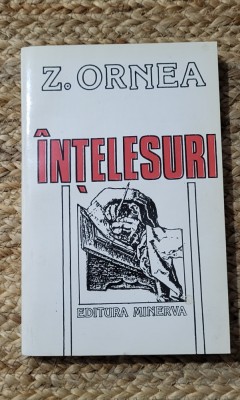 Z. ORNEA
ÎNȚELESURI
EDITURA MINERVA